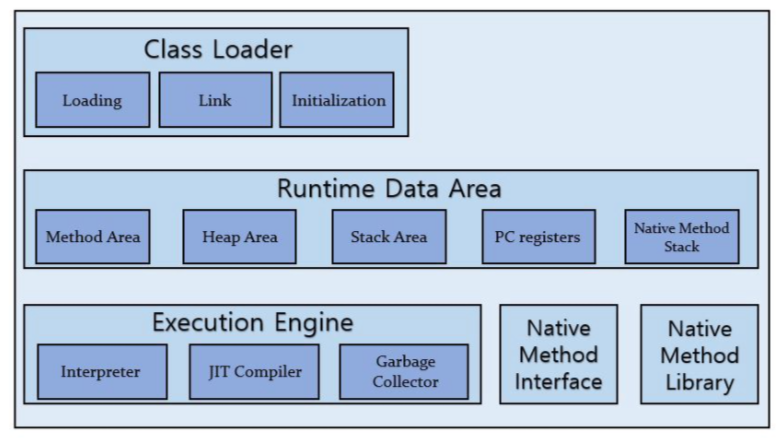 Class Loader
Loading
Link
Initialization
Runtime Data Area
Method Area
Heap Area
Stack Area
PC registers
Native Method
Stack
Execution Engine
Interpreter
JIT Compiler
Garbage
Collector
Native
Method
Interface
Native
Method
Library